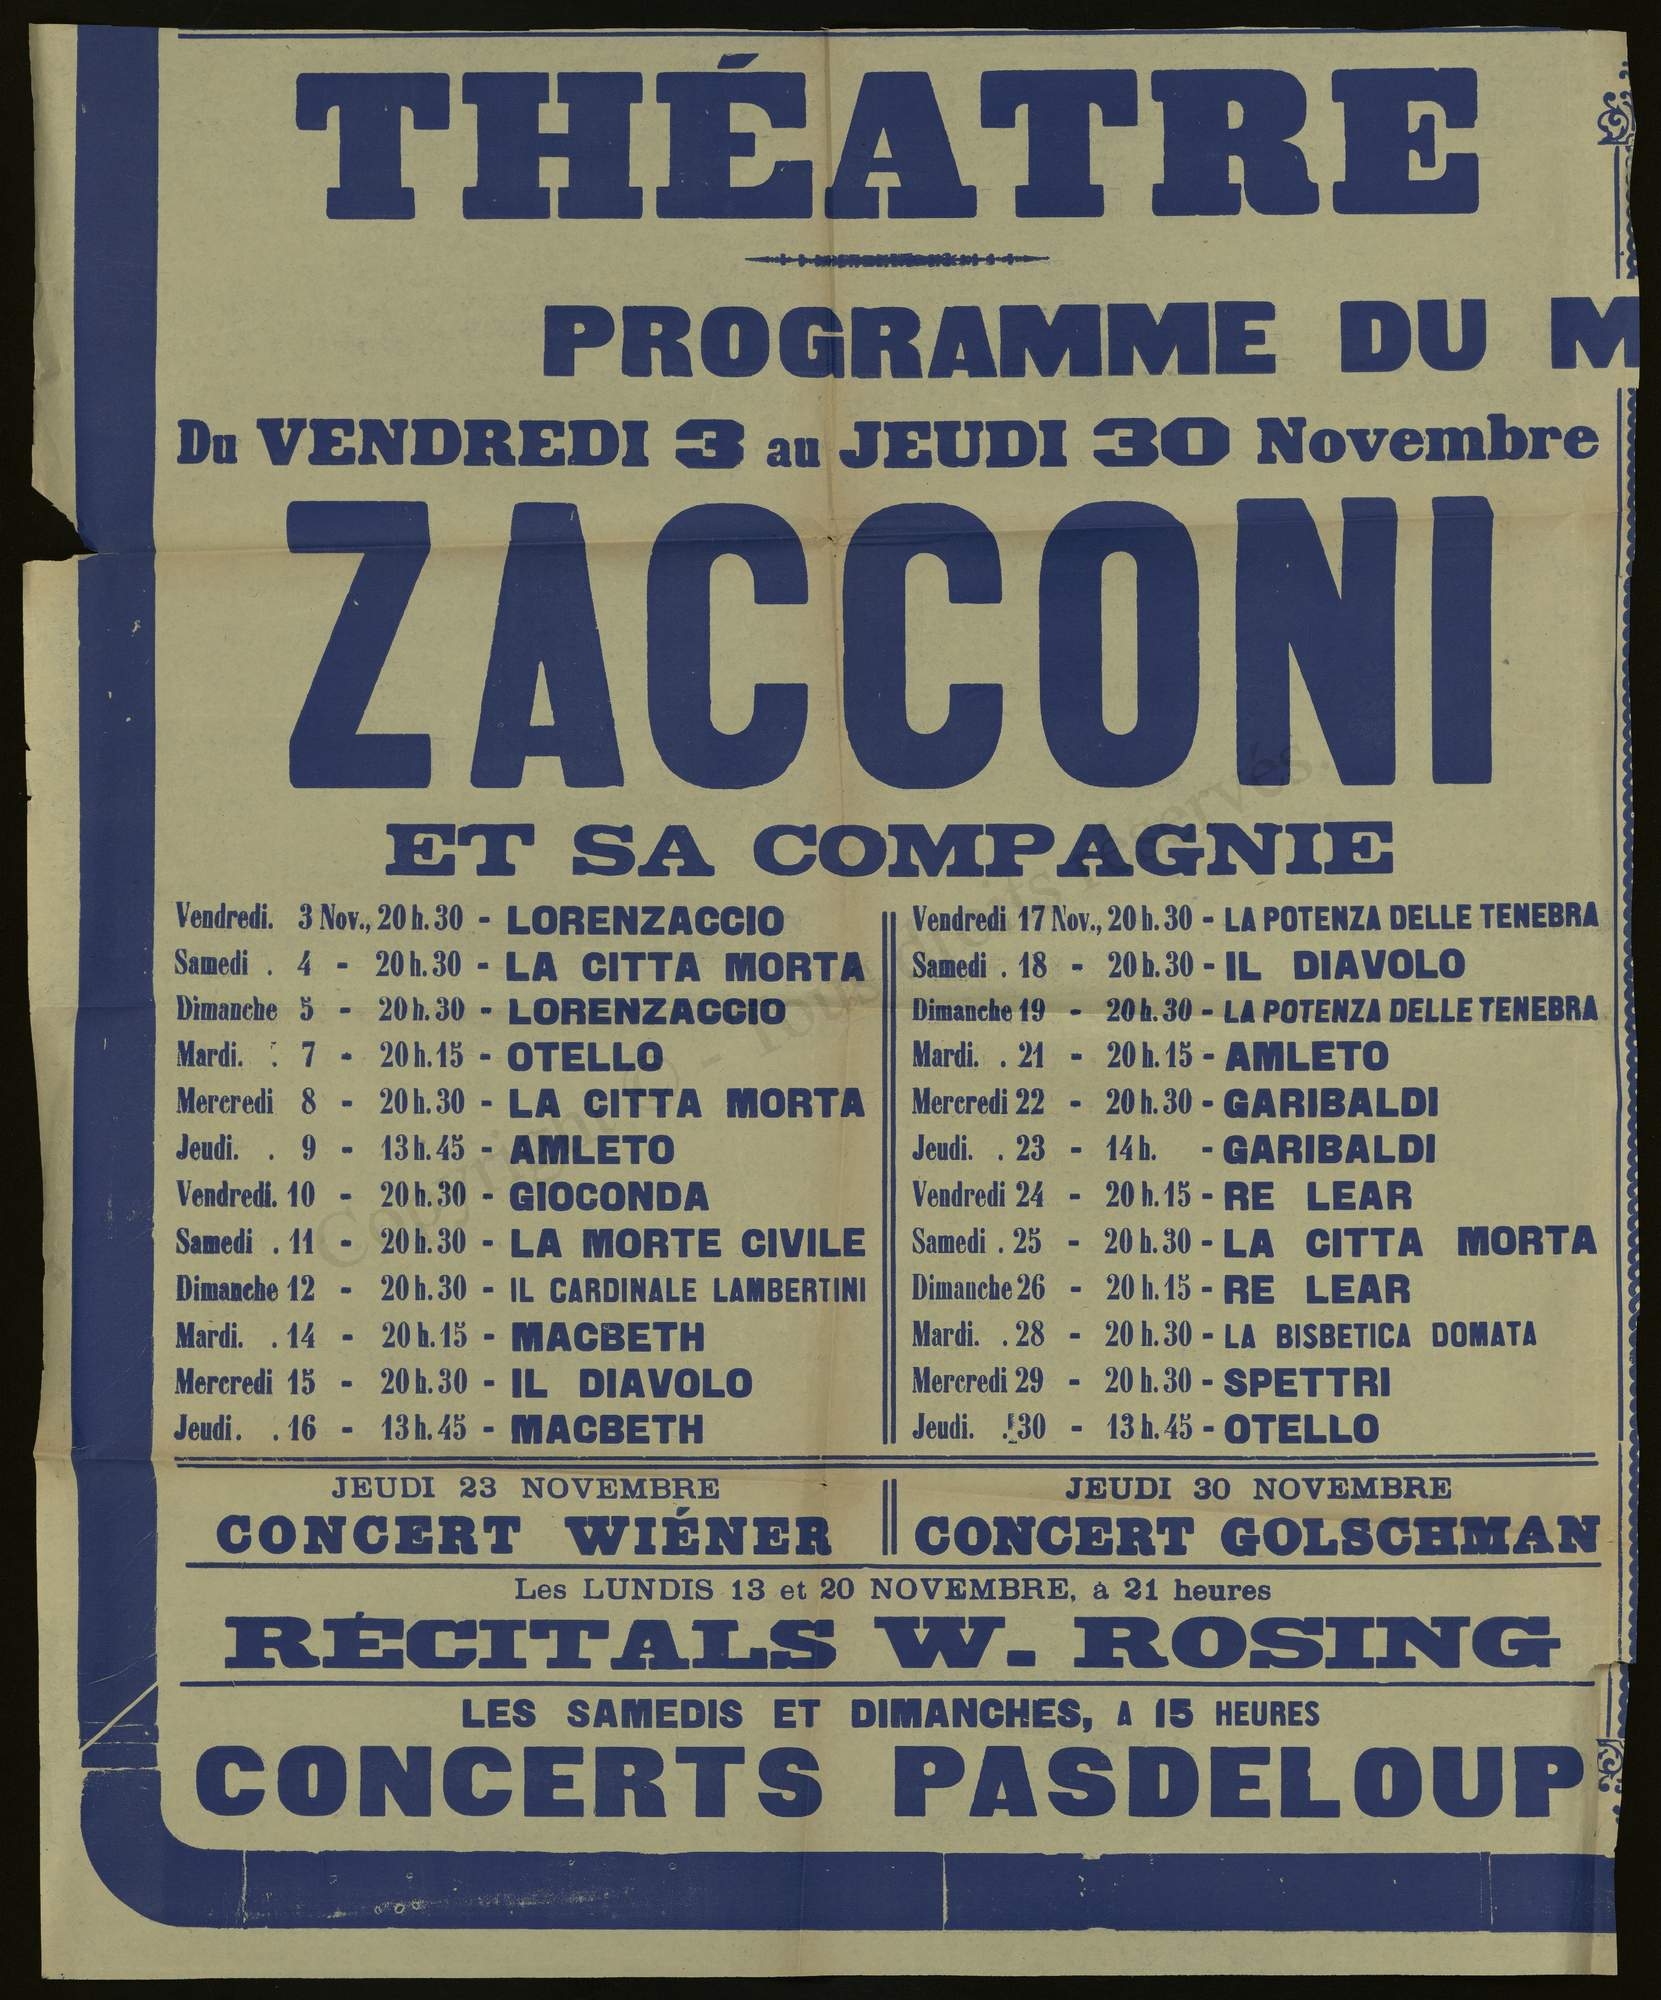 THÉATRE
PROGRAMME DU M
Du VENDREDI 3 au JEUDI 30 Novembre
ZACCONI
ET SA COMPAGNIE
Vendredi. 3 Nov., 20 h. 30 - LORENZACCIO
Samedi . 4 - 20 h. 30 - LA CITTA MORTA
Dimanche 5 - 20 h. 30 - LORENZACCIO
Mardi. . 7 - 20 h. 15 - OTELLO
Mercredi 8 - 20 h. 30 - LA CITTA MORTA
Jeudi. . 9 - 13 h. 45 - AMLETO
Vendredi. 10 - 20 h. 30 - GIOCONDA
Samedi . 11 - 20 h. 30 - LA MORTE CIVILE
Dimanche 12 - 20 h. 30 - IL CARDINALE LAMBERTINI
Mardi. . 14 - 20 h. 15 - MACBETH
Mercredi 15 - 20 h. 30 - IL DIAVOLO
Jeudi. . 16 - 13 h. 45 - MACBETH
Vendredi 17 Nov., 20 h. 30 - LA POTENZA DELLE TENEBRA
Samedi . 18 - 20 h. 30 - IL DIAVOLO
Dimanche 19 - 20 h. 30 - LA POTENZA DELLE TENEBRA
Mardi. . 21 - 20 h. 15 - AMLETO
Mercredi 22 - 20 h. 30 - GARIBALDI
Jeudi. . 23 - 14 h. - GARIBALDI
Vendredi 24 - 20 h. 15 - RE LEAR
Samedi . 25 - 20 h. 30 - LA CITTA MORTA
Dimanche 26 - 20 h. 15 - RE LEAR
Mardi. . 28 - 20 h. 30 - LA BISBETICA DOMATA
Mercredi 29 - 20 h. 30 - SPETTRI
Jeudi. . 30 - 13 h. 45 - OTELLO
JEUDI 23 NOVEMBRE
CONCERT WIÉNER
JEUDI 30 NOVEMBRE
CONCERT GOLSCHMAN
Les LUNDIS 13 et 20 NOVEMBRE, à 21 heures
RÉCITALS W. ROSING
LES SAMEDIS ET DIMANCHES, A 15 HEURES
CONCERTS PASDELOUP
Copyright © - Tous droits réservés.